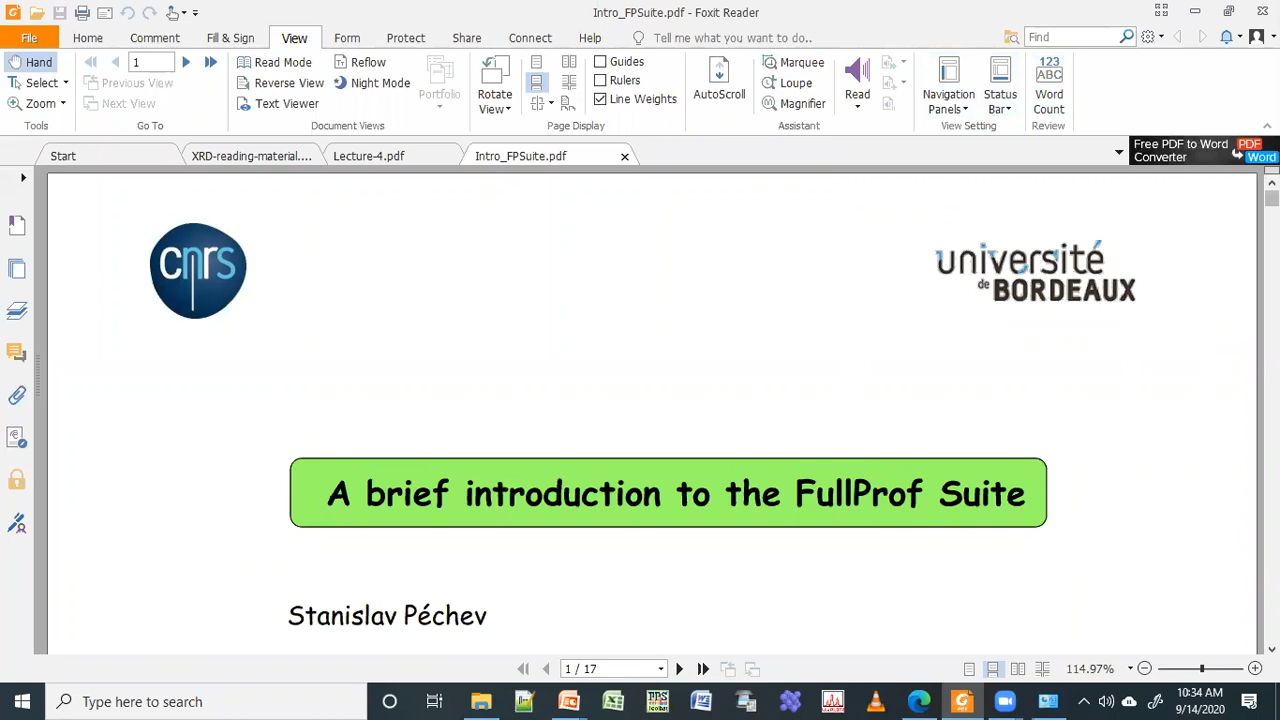 Intro_FPSuite.pdf - Foxit Reader
File Home Comment Fill & Sign View Form Protect Share Connect Help Tell me what you want to do.. Find
Hand 1 Read Mode Reflow Guides Marquee
Select Previous View Reverse View Night Mode Rulers Loupe
Zoom Next View Text Viewer Line Weights Magnifier
Portfolio Rotate View AutoScroll Read Navigation Panels Status Bar Word Count
123 ABC
Tools Go To Document Views Page Display Assistant View Setting Review
Start XRD-reading-material.... Lecture-4.pdf Intro_FPSuite.pdf
Free PDF to Word Converter PDF Word
cnrs
université
de BORDEAUX
A brief introduction to the FullProf Suite
Stanislav Péchev
1 / 17 114.97%
Type here to search
10:34 AM
9/14/2020